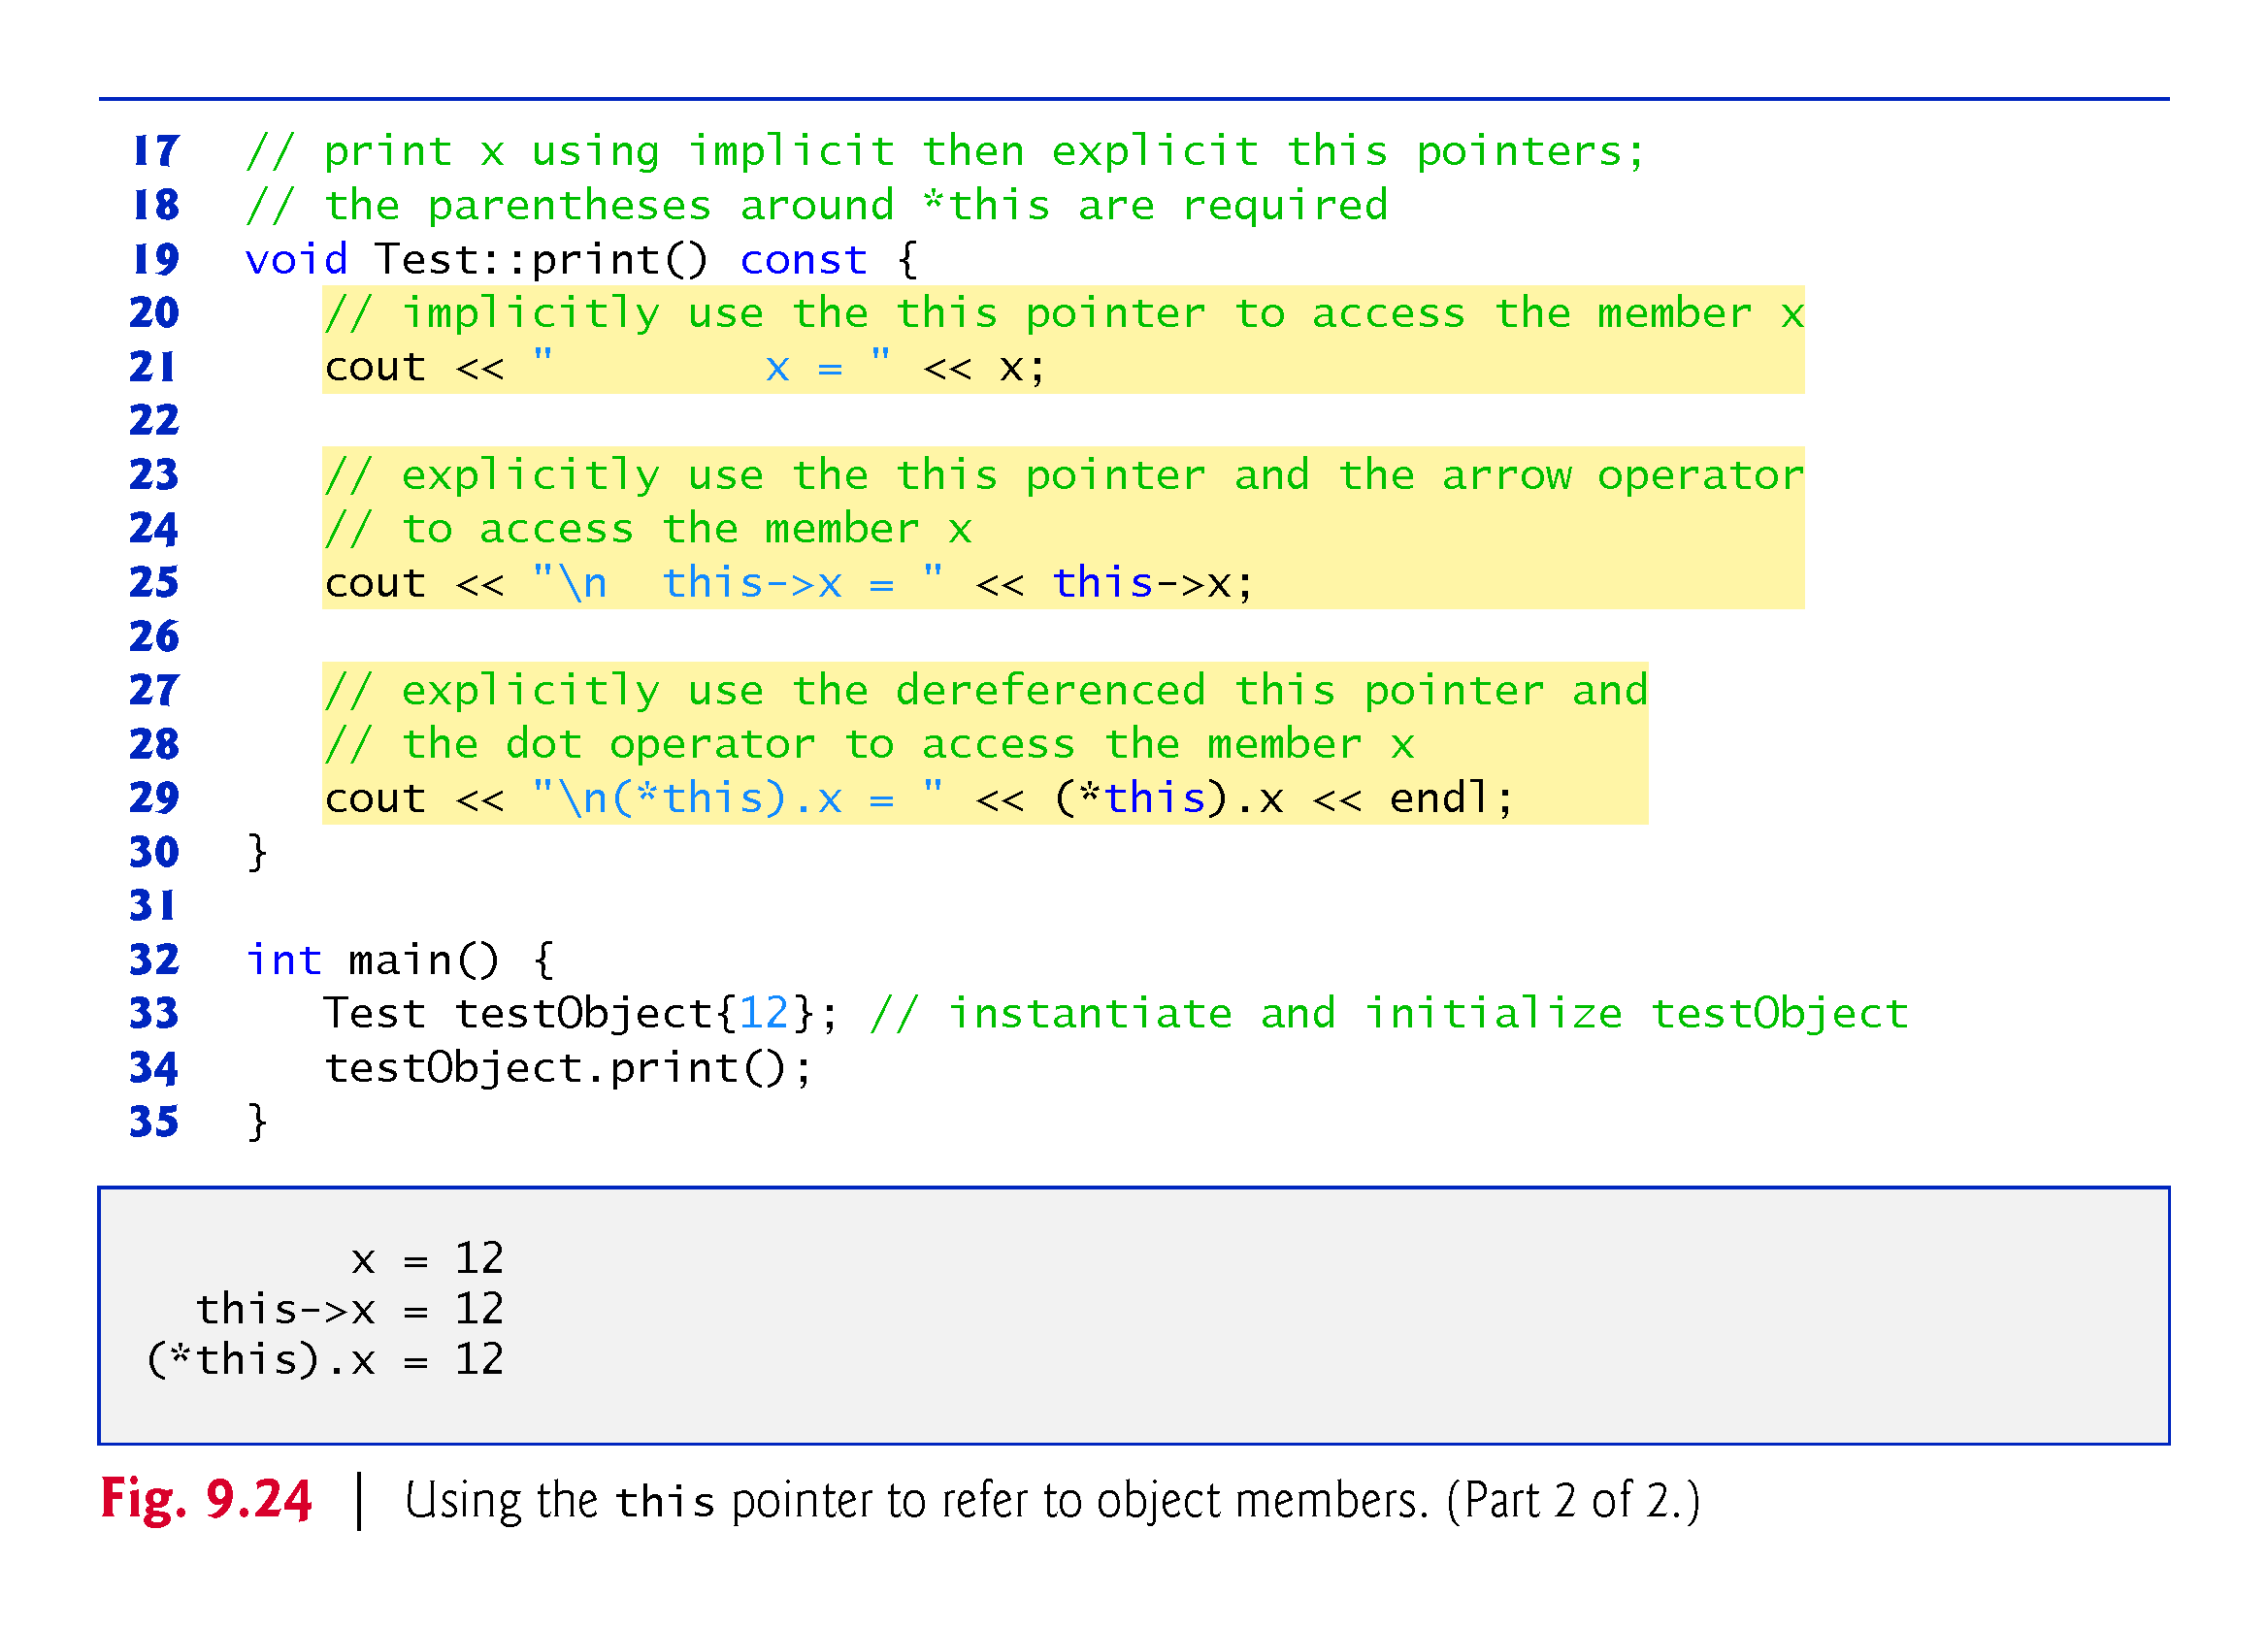 17 // print x using implicit then explicit this pointers;
18 // the parentheses around *this are required
19 void Test::print() const {
20    // implicitly use the this pointer to access the member x
21    cout << "        x = " << x;
22
23    // explicitly use the this pointer and the arrow operator
24    // to access the member x
25    cout << "\n  this->x = " << this->x;
26
27    // explicitly use the dereferenced this pointer and
28    // the dot operator to access the member x
29    cout << "\n(*this).x = " << (*this).x << endl;
30 }
31
32 int main() {
33    Test testObject{12}; // instantiate and initialize testObject
34    testObject.print();
35 }
        x = 12
  this->x = 12
(*this).x = 12
Fig. 9.24 | Using the this pointer to refer to object members. (Part 2 of 2.)